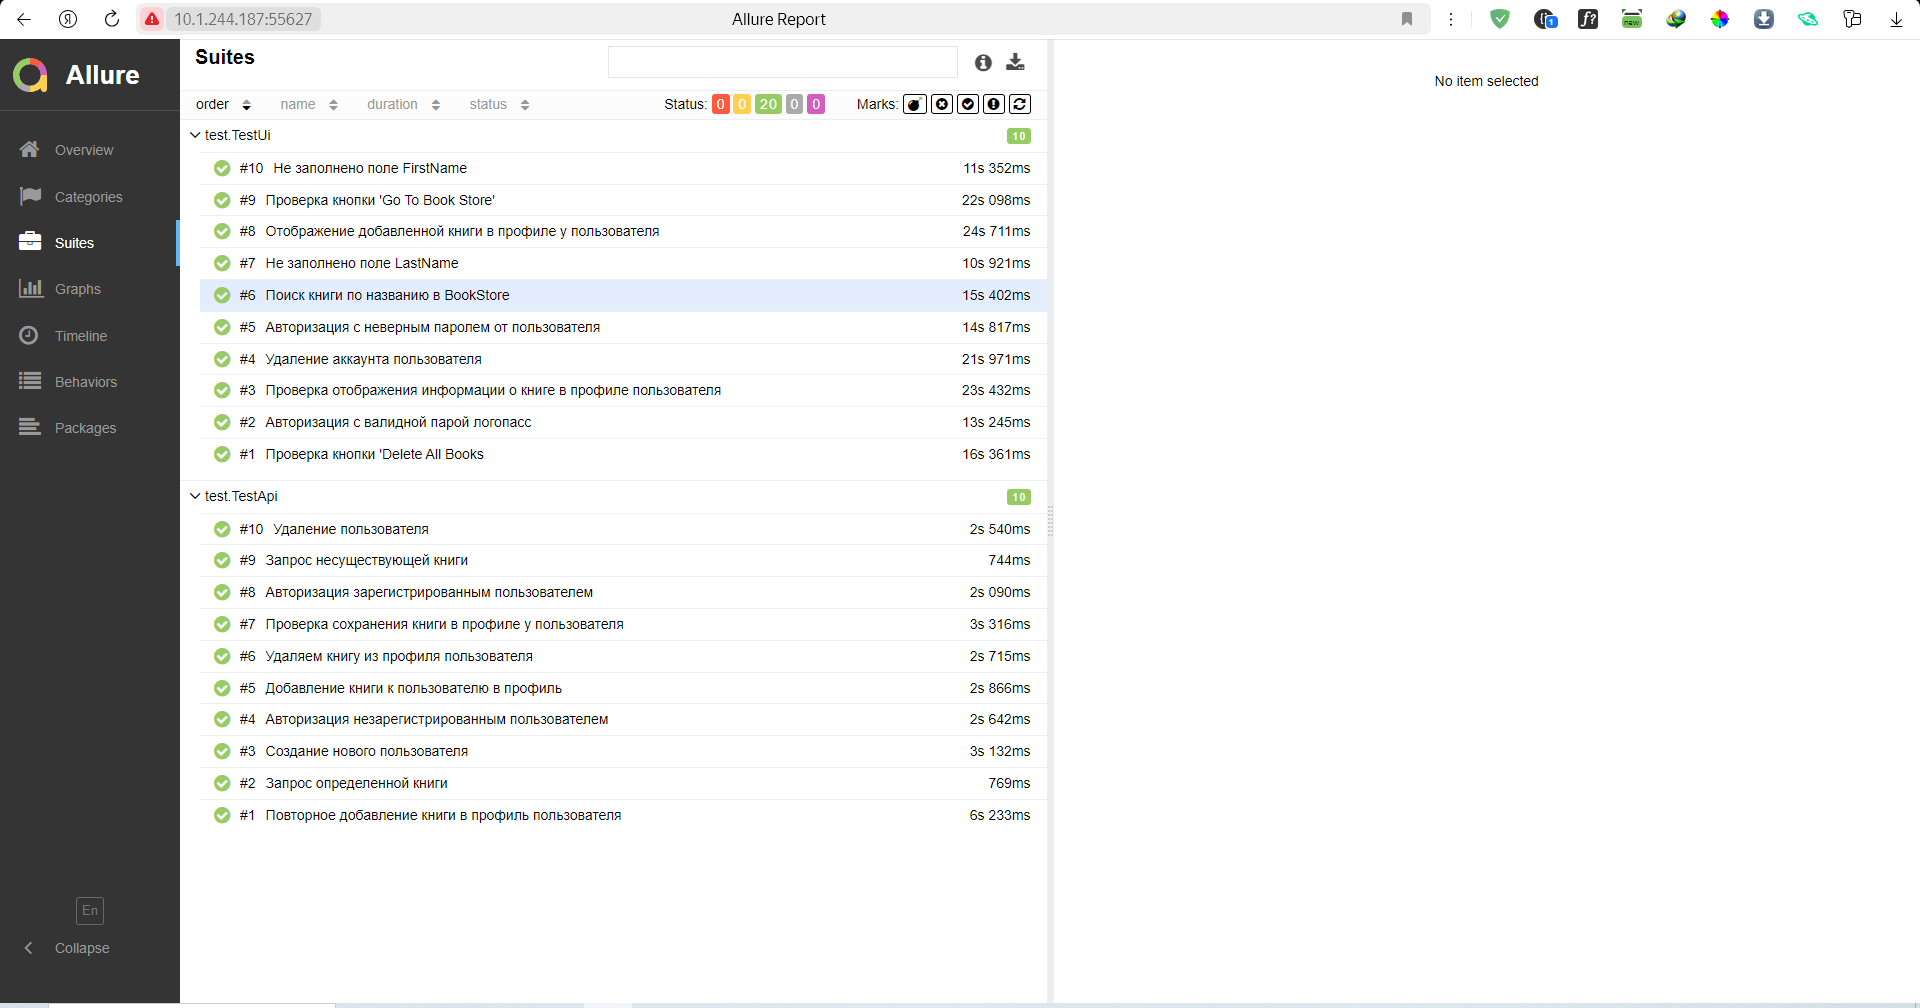 10.1.244.187:55627
Allure Report
Allure
Overview
Categories
Suites
Graphs
Timeline
Behaviors
Packages
En
Collapse
Suites
order name duration status Status: 0 0 20 0 0 Marks:
test.TestUi 10
#10 Не заполнено поле FirstName 11s 352ms
#9 Проверка кнопки 'Go To Book Store' 22s 098ms
#8 Отображение добавленной книги в профиле у пользователя 24s 711ms
#7 Не заполнено поле LastName 10s 921ms
#6 Поиск книги по названию в BookStore 15s 402ms
#5 Авторизация с неверным паролем от пользователя 14s 817ms
#4 Удаление аккаунта пользователя 21s 971ms
#3 Проверка отображения информации о книге в профиле пользователя 23s 432ms
#2 Авторизация с валидной парой логопасс 13s 245ms
#1 Проверка кнопки 'Delete All Books 16s 361ms
test.TestApi 10
#10 Удаление пользователя 2s 540ms
#9 Запрос несуществующей книги 744ms
#8 Авторизация зарегистрированным пользователем 2s 090ms
#7 Проверка сохранения книги в профиле у пользователя 3s 316ms
#6 Удаляем книгу из профиля пользователя 2s 715ms
#5 Добавление книги к пользователю в профиль 2s 866ms
#4 Авторизация незарегистрированным пользователем 2s 642ms
#3 Создание нового пользователя 3s 132ms
#2 Запрос определенной книги 769ms
#1 Повторное добавление книги в профиль пользователя 6s 233ms
No item selected